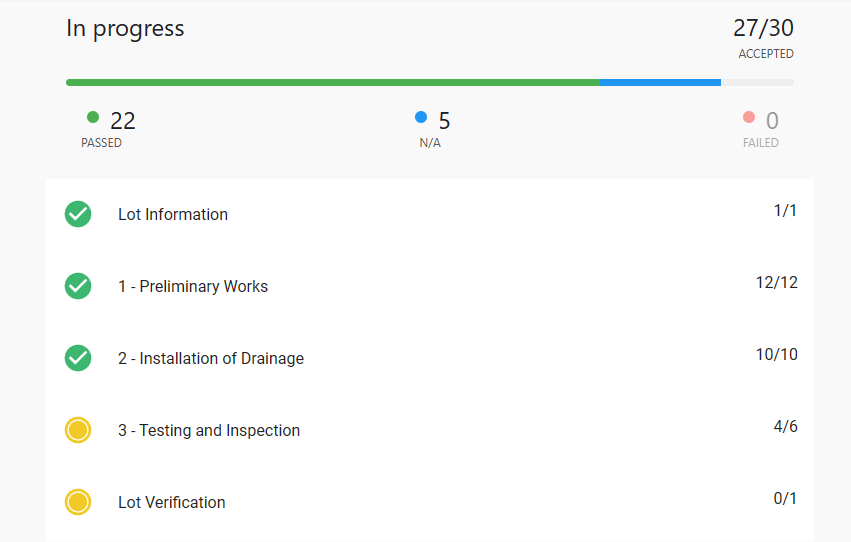 In progress
27/30
ACCEPTED
22
PASSED
5
N/A
0
FAILED
Lot Information 1/1
1 - Preliminary Works 12/12
2 - Installation of Drainage 10/10
3 - Testing and Inspection 4/6
Lot Verification 0/1